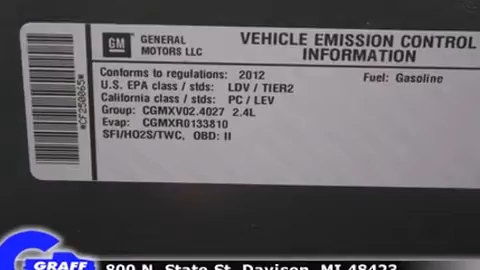 GM
GENERAL
MOTORS LLC
VEHICLE EMISSION CONTROL
INFORMATION
Conforms to regulations: 2012
Fuel: Gasoline
U.S. EPA class / stds: LDV / TIER2
California class / stds: PC / LEV
Group: CGMXV02.4027 2.4L
Evap: CGMXR0133810
SFI/HO2S/TWC, OBD: II
*CF250065*
GRAFF
800 N. State St. Davison, MI 48423